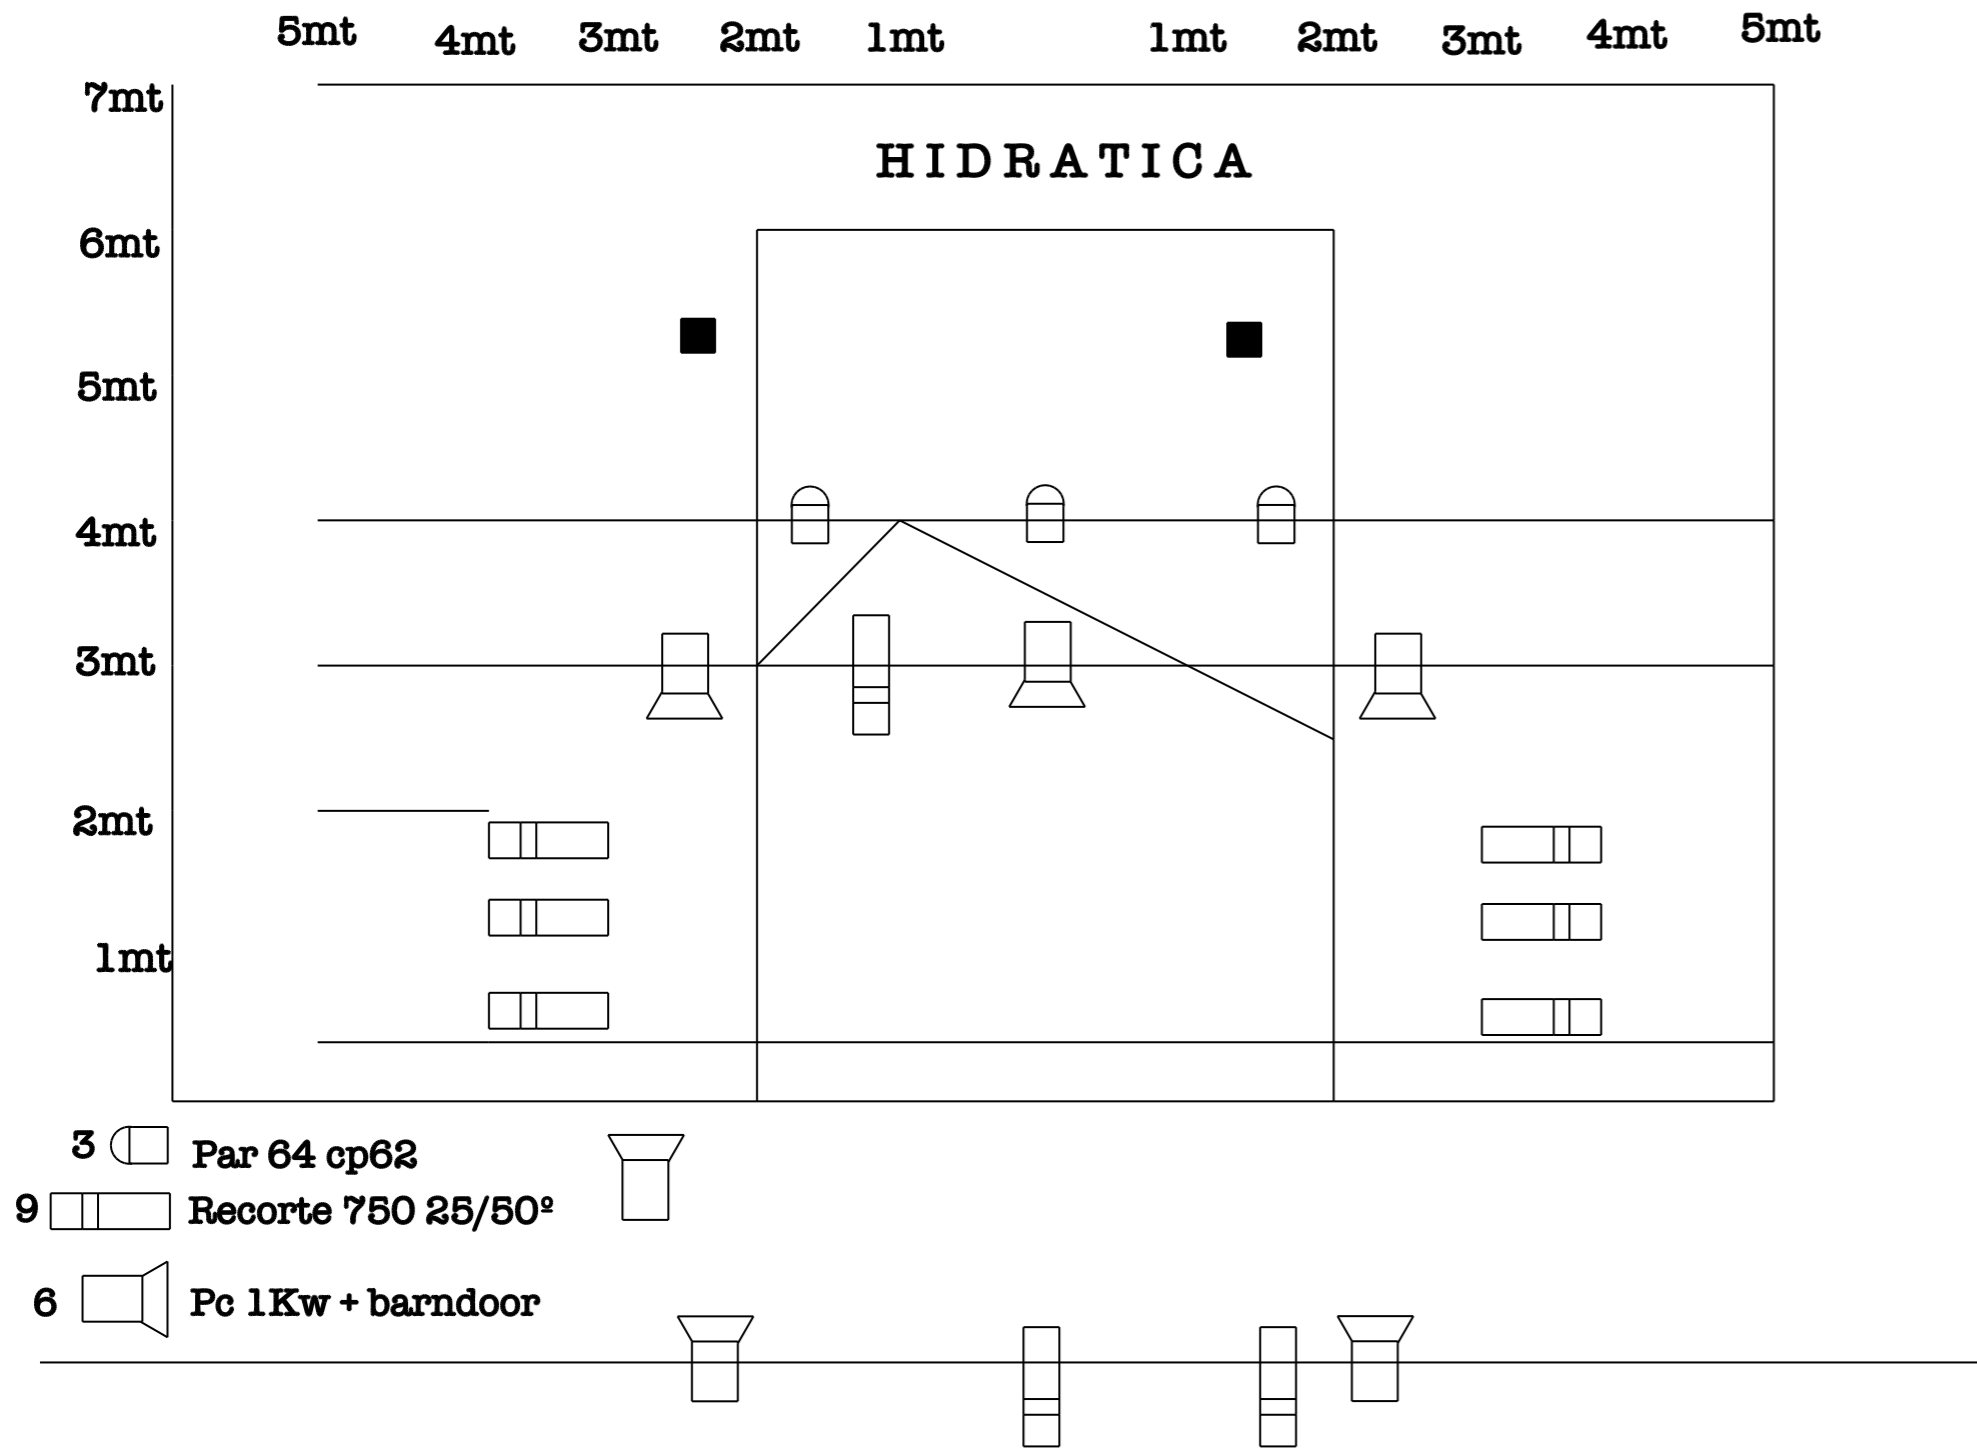 5mt 4mt 3mt 2mt 1mt 1mt 2mt 3mt 4mt 5mt
7mt
HIDRATICA
6mt
5mt
4mt
3mt
2mt
1mt
3 Par 64 cp62
9 Recorte 750 25/50º
6 Pc 1Kw + barndoor